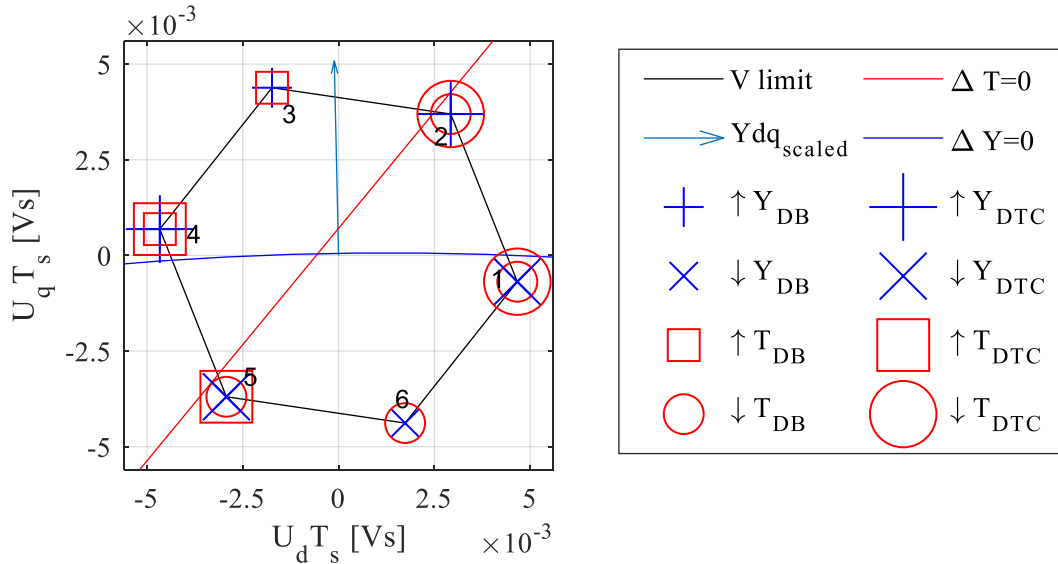 ×10⁻³
5
2.5
0
-2.5
-5
U_q T_s [Vs]
3
2
4
1
5
6
-5 -2.5 0 2.5 5
U_d T_s [Vs] ×10⁻³
V limit Δ T=0
Ydq_scaled Δ Y=0
↑ Y_DB ↑ Y_DTC
↓ Y_DB ↓ Y_DTC
↑ T_DB ↑ T_DTC
↓ T_DB ↓ T_DTC